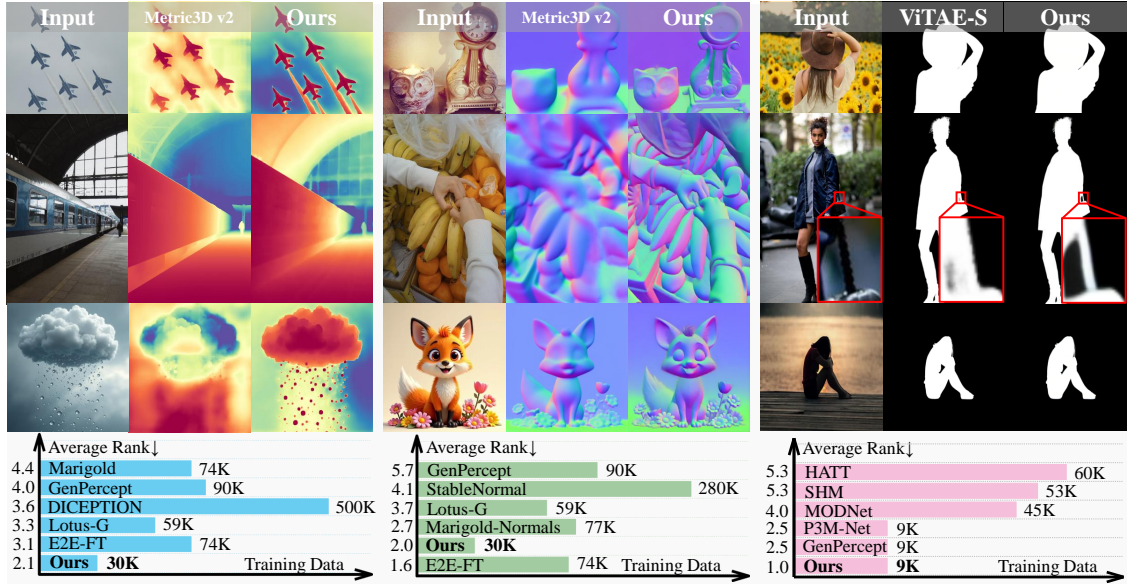 Input Metric3D v2 Ours
Input Metric3D v2 Ours
Input ViTAE-S Ours
Average Rank↓
4.4 Marigold 74K
4.0 GenPercept 90K
3.6 DICEPTION 500K
3.3 Lotus-G 59K
3.1 E2E-FT 74K
2.1 Ours 30K Training Data
Average Rank↓
5.7 GenPercept 90K
4.1 StableNormal 280K
3.7 Lotus-G 59K
2.7 Marigold-Normals 77K
2.0 Ours 30K
1.6 E2E-FT 74K Training Data
Average Rank↓
5.3 HATT 60K
5.3 SHM 53K
4.0 MODNet 45K
2.5 P3M-Net 9K
2.5 GenPercept 9K
1.0 Ours 9K Training Data